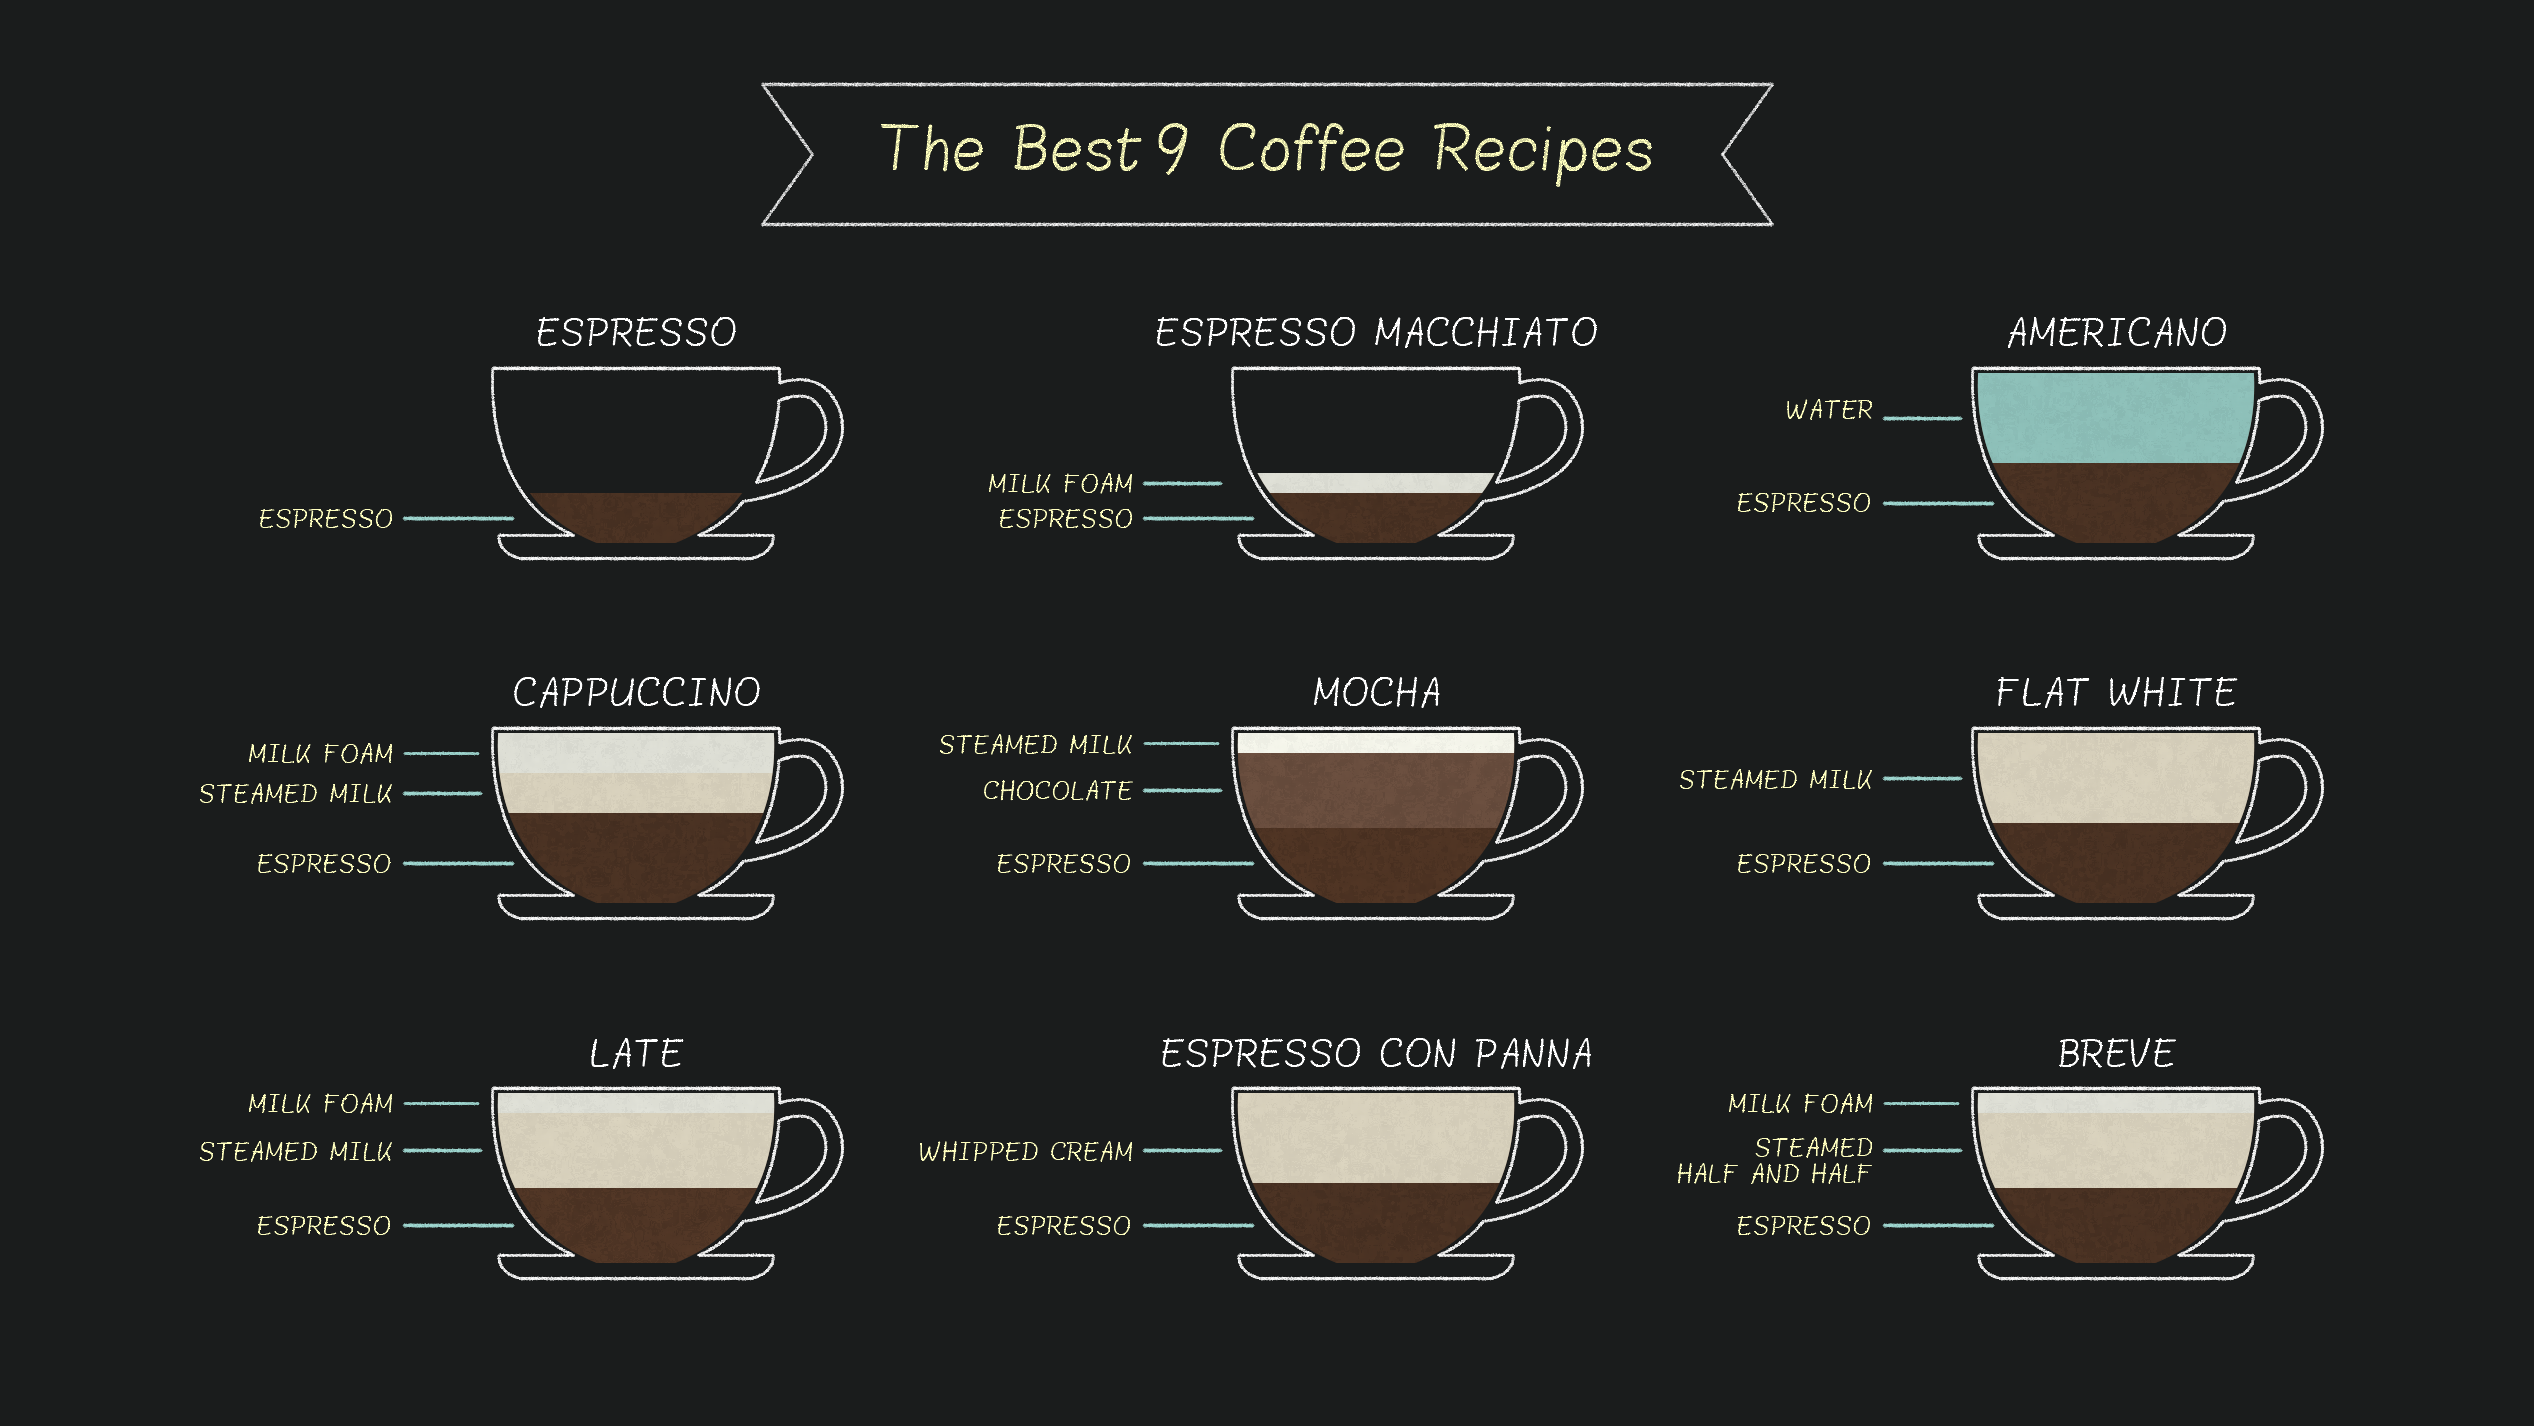 The Best 9 Coffee Recipes
ESPRESSO
ESPRESSO
ESPRESSO MACCHIATO
MILK FOAM
ESPRESSO
AMERICANO
WATER
ESPRESSO
CAPPUCCINO
MILK FOAM
STEAMED MILK
ESPRESSO
MOCHA
STEAMED MILK
CHOCOLATE
ESPRESSO
FLAT WHITE
STEAMED MILK
ESPRESSO
LATE
MILK FOAM
STEAMED MILK
ESPRESSO
ESPRESSO CON PANNA
WHIPPED CREAM
ESPRESSO
BREVE
MILK FOAM
STEAMED
HALF AND HALF
ESPRESSO